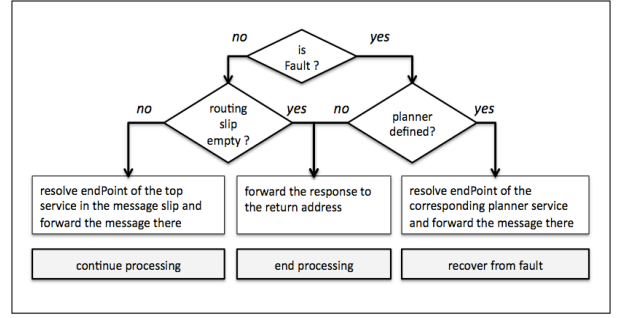 no
yes
is
Fault ?
no
routing
slip
empty ?
yes
no
planner
defined?
yes
resolve endPoint of the top
service in the message slip and
forward the message there
forward the response to
the return address
resolve endPoint of the
corresponding planner service
and forward the message there
continue processing
end processing
recover from fault